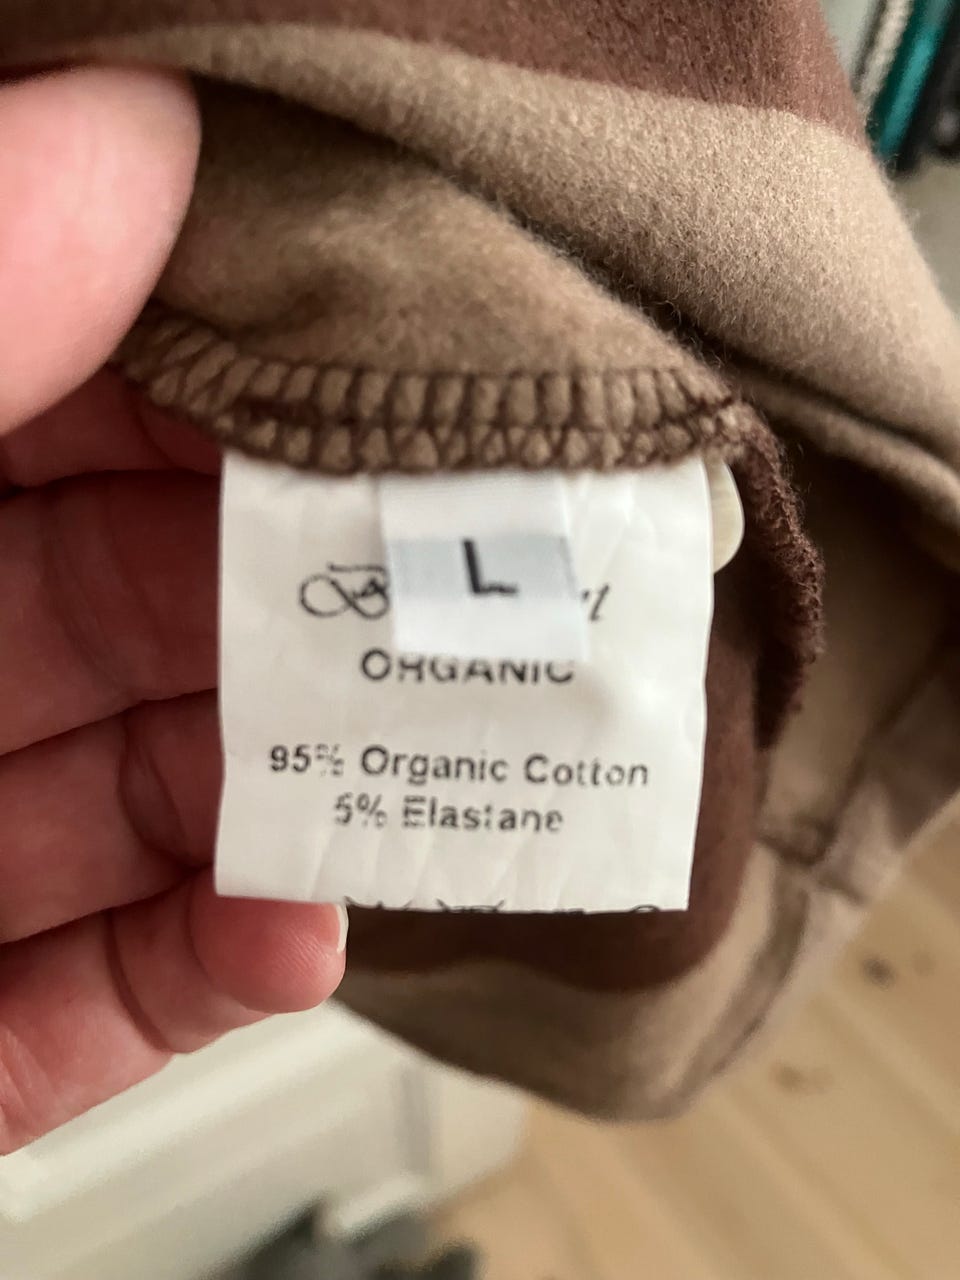 L
ORGANIC
95% Organic Cotton
5% Elastane